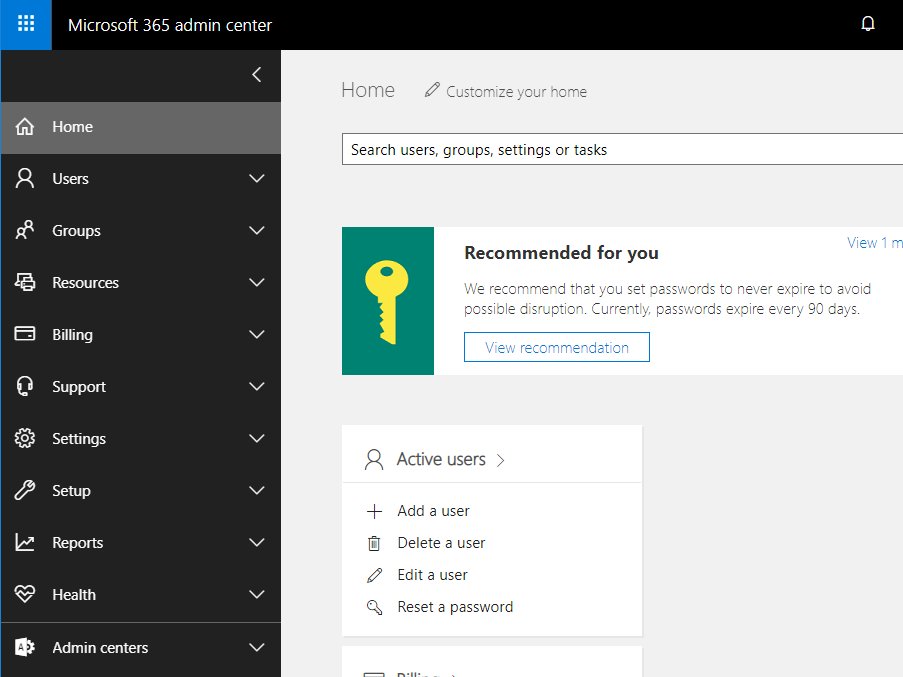 Microsoft 365 admin center
Home
Users
Groups
Resources
Billing
Support
Settings
Setup
Reports
Health
Admin centers
Home
Customize your home
Search users, groups, settings or tasks
Recommended for you
View 1 m
We recommend that you set passwords to never expire to avoid
possible disruption. Currently, passwords expire every 90 days.
View recommendation
Active users
Add a user
Delete a user
Edit a user
Reset a password
Billing